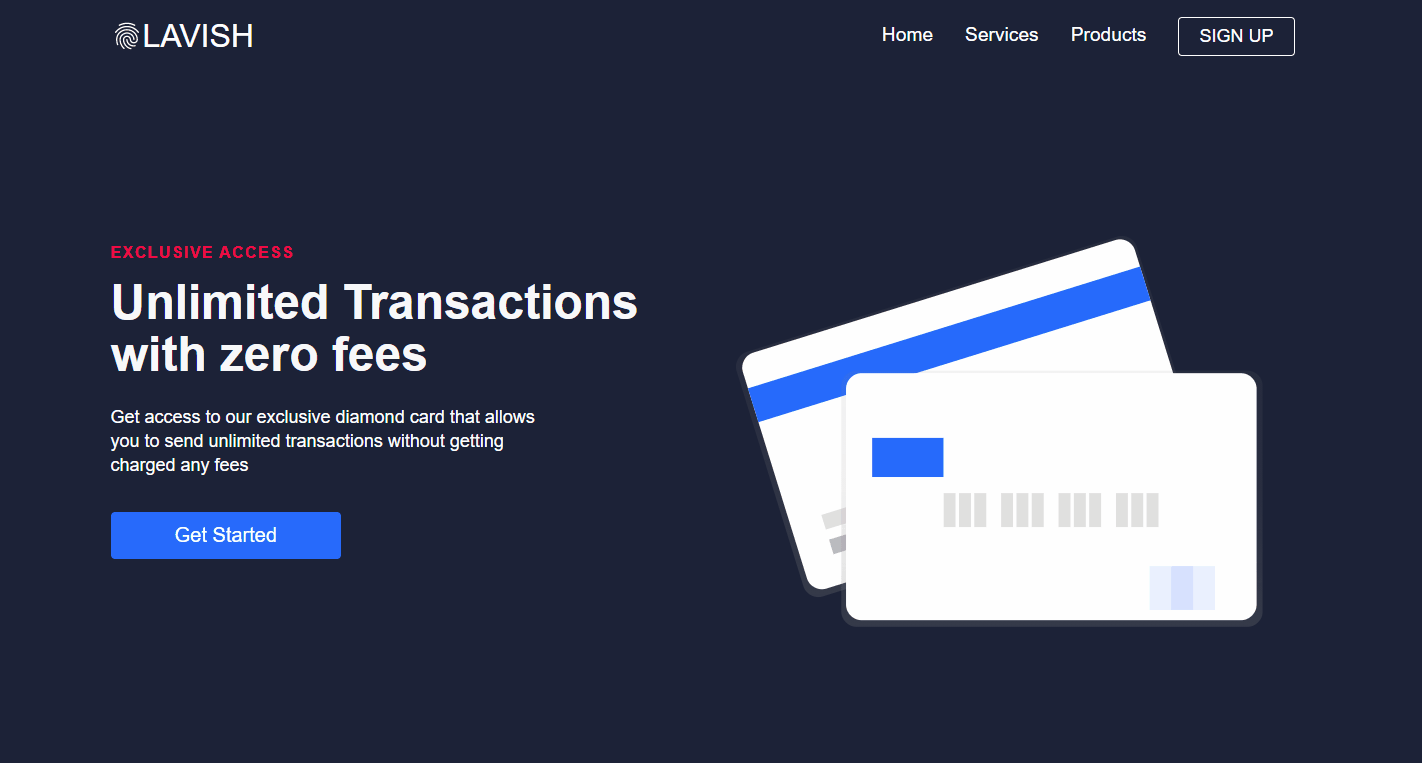 LAVISH
Home
Services
Products
SIGN UP
EXCLUSIVE ACCESS
Unlimited Transactions
with zero fees
Get access to our exclusive diamond card that allows
you to send unlimited transactions without getting
charged any fees
Get Started